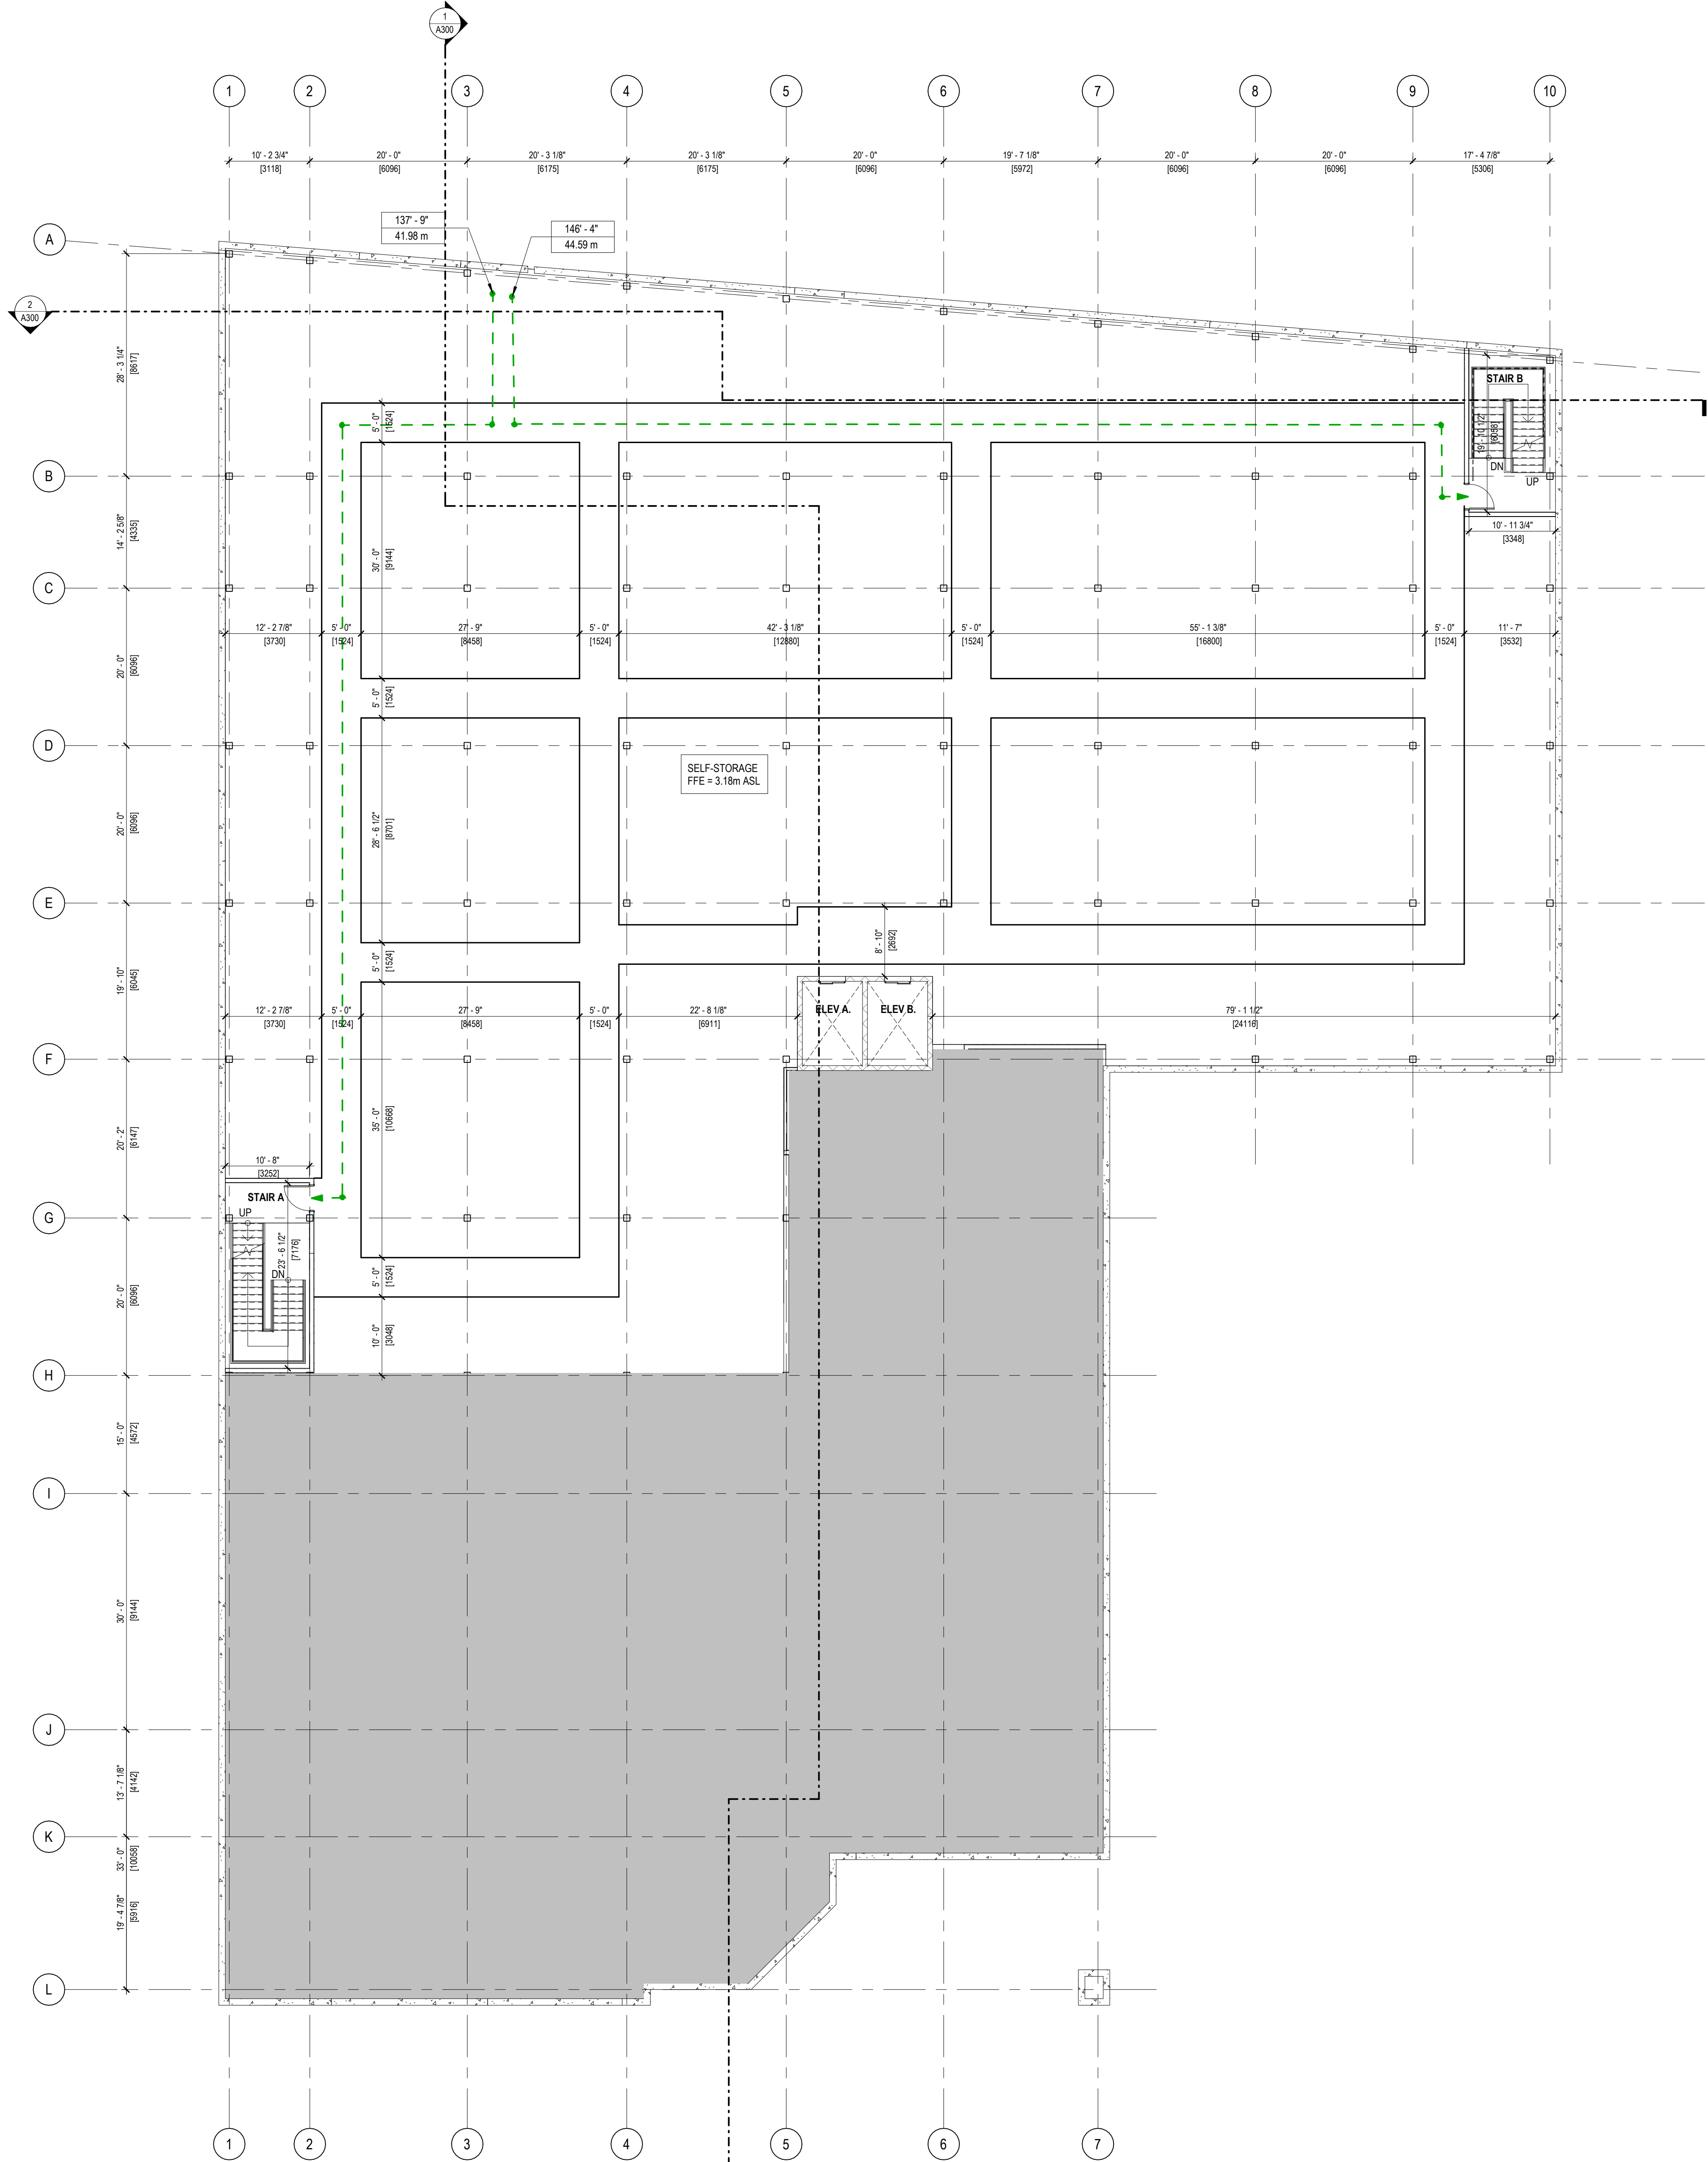 1
A300
1
2
3
4
5
6
7
8
9
10
10' - 2 3/4"
[3118]
20' - 0"
[6096]
20' - 3 1/8"
[6175]
20' - 3 1/8"
[6175]
20' - 0"
[6096]
19' - 7 1/8"
[5972]
20' - 0"
[6096]
20' - 0"
[6096]
17' - 4 7/8"
[5306]
137' - 9"
41.98 m
146' - 4"
44.59 m
A
2
A300
28' - 3 1/4"
[8617]
STAIR B
19' - 10 1/2"
[6058]
DN
UP
5' - 0"
[1524]
B
10' - 11 3/4"
[3348]
14' - 2 5/8"
[4335]
30' - 0"
[9144]
C
12' - 2 7/8"
[3730]
5' - 0"
[1524]
27' - 9"
[8458]
5' - 0"
[1524]
42' - 3 1/8"
[12880]
5' - 0"
[1524]
55' - 1 3/8"
[16800]
5' - 0"
[1524]
11' - 7"
[3532]
20' - 0"
[6096]
5' - 0"
[1524]
D
SELF-STORAGE
FFE = 3.18m ASL
20' - 0"
[6096]
28' - 6 1/2"
[8701]
E
8' - 10"
[2692]
19' - 10"
[6045]
5' - 0"
[1524]
12' - 2 7/8"
[3730]
5' - 0"
[1524]
27' - 9"
[8458]
5' - 0"
[1524]
22' - 8 1/8"
[6911]
ELEV A.
ELEV B.
79' - 1 1/2"
[24116]
F
20' - 2"
[6147]
35' - 0"
[10668]
10' - 8"
[3252]
STAIR A
UP
G
23' - 6 1/2"
[7176]
DN
5' - 0"
[1524]
20' - 0"
[6096]
10' - 0"
[3048]
H
15' - 0"
[4572]
I
30' - 0"
[9144]
J
13' - 7 1/8"
[4142]
K
33' - 0"
[10058]
19' - 4 7/8"
[5916]
L
1
2
3
4
5
6
7